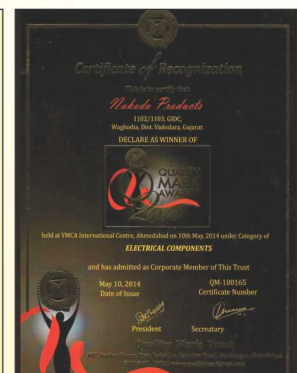 Certificate of Recognization
This is to certify that
Nakoda Products
1102/1103, GIDC,
Waghodia, Dist. Vadodara, Gujarat.
DECLARE AS WINNER OF
QUALITY
MARK
AWARDS
held at YMCA International Centre, Ahmedabad on 10th May, 2014 under Category of
ELECTRICAL COMPONENTS
and has admitted as Corporate Member of This Trust
May 10, 2014
Date of Issue
QM-100165
Certificate Number
President
Secreatary
Quality Mark Trust